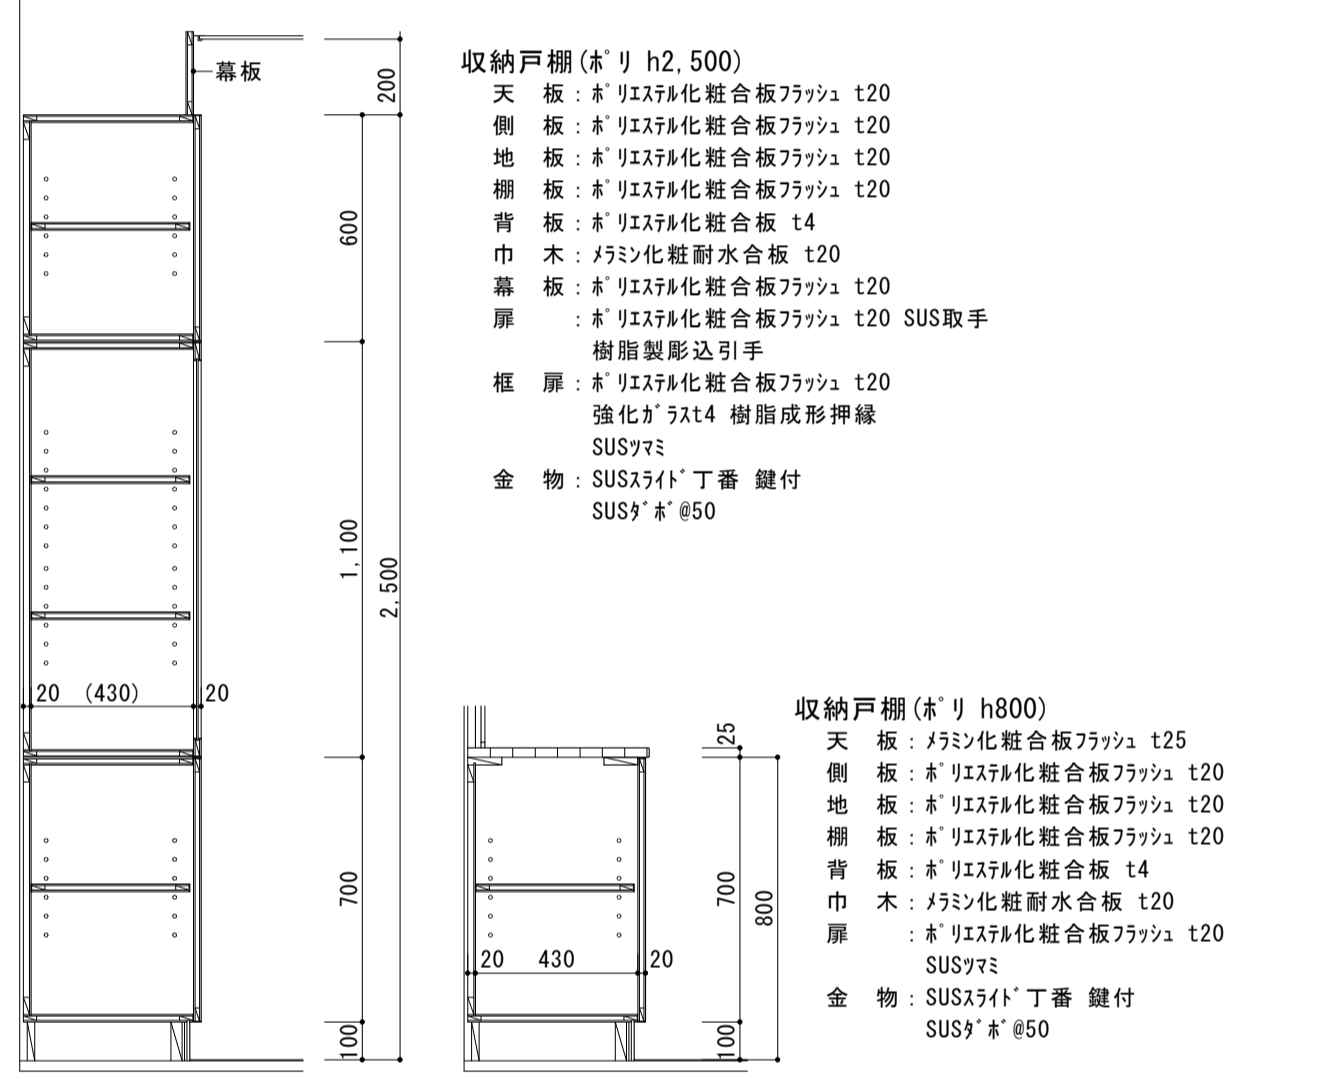 幕板
200
600
1,100
2,500
20 (430) 20
700
100
収納戸棚(ﾎﾟﾘ h2,500)
天　板：ﾎﾟﾘｴｽﾃﾙ化粧合板ﾌﾗｯｼｭ t20
側　板：ﾎﾟﾘｴｽﾃﾙ化粧合板ﾌﾗｯｼｭ t20
地　板：ﾎﾟﾘｴｽﾃﾙ化粧合板ﾌﾗｯｼｭ t20
棚　板：ﾎﾟﾘｴｽﾃﾙ化粧合板ﾌﾗｯｼｭ t20
背　板：ﾎﾟﾘｴｽﾃﾙ化粧合板 t4
巾　木：ﾒﾗﾐﾝ化粧耐水合板 t20
幕　板：ﾎﾟﾘｴｽﾃﾙ化粧合板ﾌﾗｯｼｭ t20
扉　　：ﾎﾟﾘｴｽﾃﾙ化粧合板ﾌﾗｯｼｭ t20 SUS取手
樹脂製彫込引手
框　扉：ﾎﾟﾘｴｽﾃﾙ化粧合板ﾌﾗｯｼｭ t20
強化ｶﾞﾗｽt4 樹脂成形押縁
SUSﾂﾏﾐ
金　物：SUSｽﾗｲﾄﾞ丁番 鍵付
SUSﾀﾞﾎﾞ@50
25
700
800
20 430 20
100
収納戸棚(ﾎﾟﾘ h800)
天　板：ﾒﾗﾐﾝ化粧合板ﾌﾗｯｼｭ t25
側　板：ﾎﾟﾘｴｽﾃﾙ化粧合板ﾌﾗｯｼｭ t20
地　板：ﾎﾟﾘｴｽﾃﾙ化粧合板ﾌﾗｯｼｭ t20
棚　板：ﾎﾟﾘｴｽﾃﾙ化粧合板ﾌﾗｯｼｭ t20
背　板：ﾎﾟﾘｴｽﾃﾙ化粧合板 t4
巾　木：ﾒﾗﾐﾝ化粧耐水合板 t20
扉　　：ﾎﾟﾘｴｽﾃﾙ化粧合板ﾌﾗｯｼｭ t20
SUSﾂﾏﾐ
金　物：SUSｽﾗｲﾄﾞ丁番 鍵付
SUSﾀﾞﾎﾞ@50